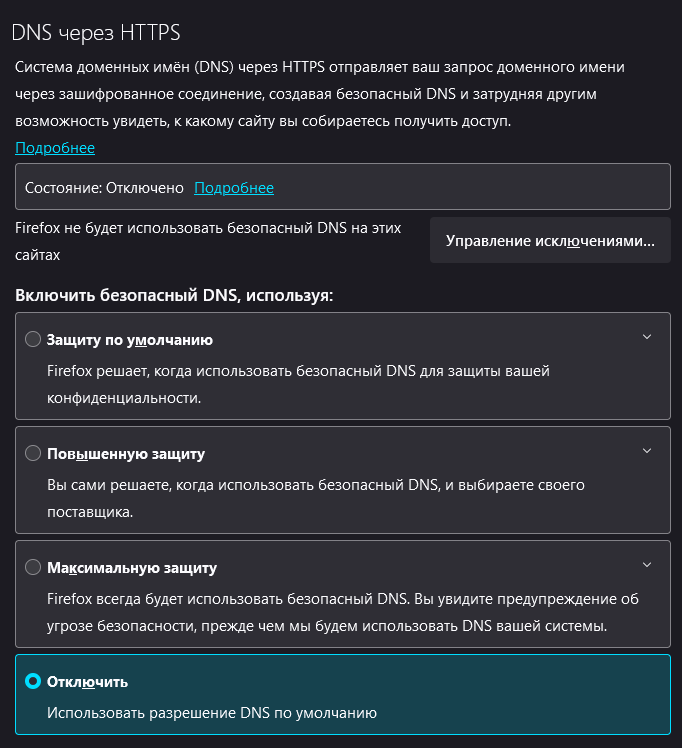 DNS через HTTPS
Система доменных имён (DNS) через HTTPS отправляет ваш запрос доменного имени
через зашифрованное соединение, создавая безопасный DNS и затрудняя другим
возможность увидеть, к какому сайту вы собираетесь получить доступ.
Подробнее
Состояние: Отключено Подробнее
Firefox не будет использовать безопасный DNS на этих
сайтах
Управление исключениями...
Включить безопасный DNS, используя:
Защиту по умолчанию
Firefox решает, когда использовать безопасный DNS для защиты вашей
конфиденциальности.
Повышенную защиту
Вы сами решаете, когда использовать безопасный DNS, и выбираете своего
поставщика.
Максимальную защиту
Firefox всегда будет использовать безопасный DNS. Вы увидите предупреждение об
угрозе безопасности, прежде чем мы будем использовать DNS вашей системы.
Отключить
Использовать разрешение DNS по умолчанию